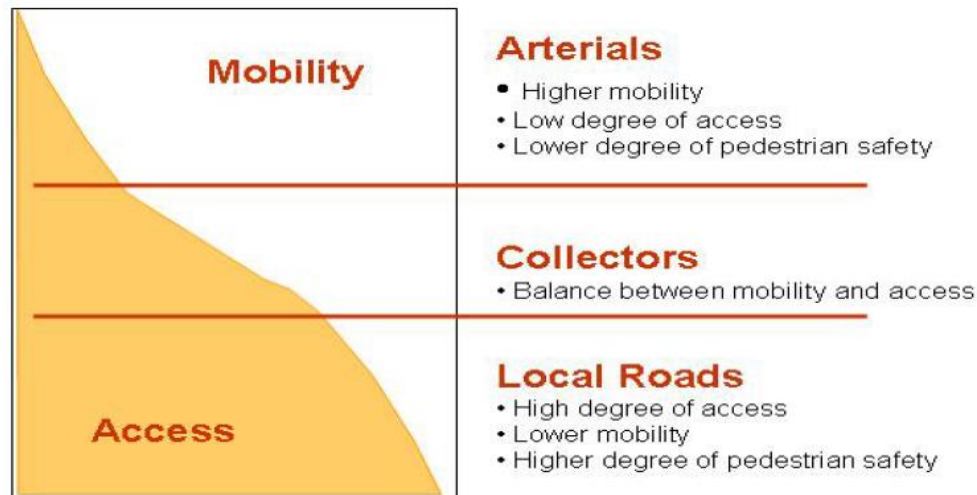 Mobility
Access
Arterials
• Higher mobility
• Low degree of access
• Lower degree of pedestrian safety
Collectors
• Balance between mobility and access
Local Roads
• High degree of access
• Lower mobility
• Higher degree of pedestrian safety